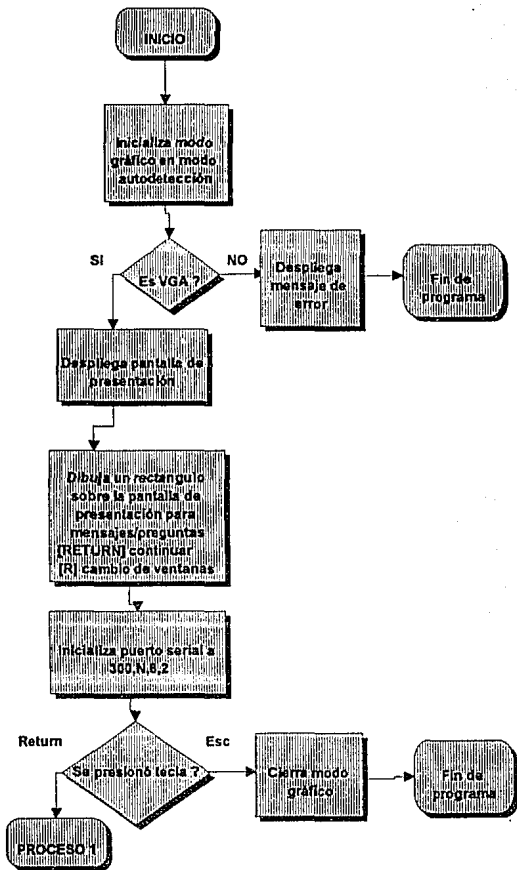 INICIO
Inicializa modo
gráfico en modo
autodetección
SI
NO
Es VGA ?
Despliega
mensaje de
error
Fin de
programa
Despliega pantalla de
presentación
Dibuja un rectangulo
sobre la pantalla de
presentación para
mensajes/preguntas
[RETURN] continuar
[R] cambio de ventanas
Inicializa puerto serial a
300,N,8,2
Return
Esc
Se presionó tecla ?
Cierra modo
gráfico
Fin de
programa
PROCESO 1